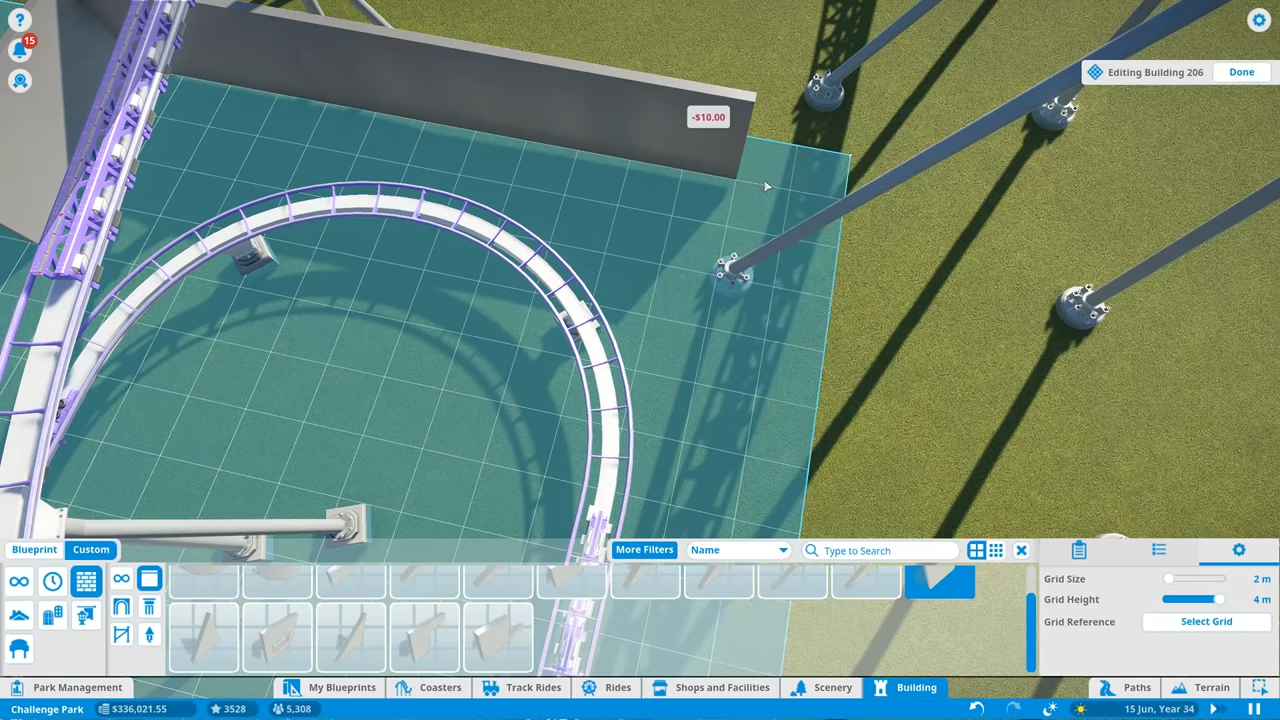 ?
15
Editing Building 206
Done
-$10.00
Blueprint
Custom
More Filters
Name
Type to Search
Grid Size
2 m
Grid Height
4 m
Grid Reference
Select Grid
Park Management
My Blueprints
Coasters
Track Rides
Rides
Shops and Facilities
Scenery
Building
Paths
Terrain
Challenge Park
$336,021.55
3528
5,308
15 Jun, Year 34